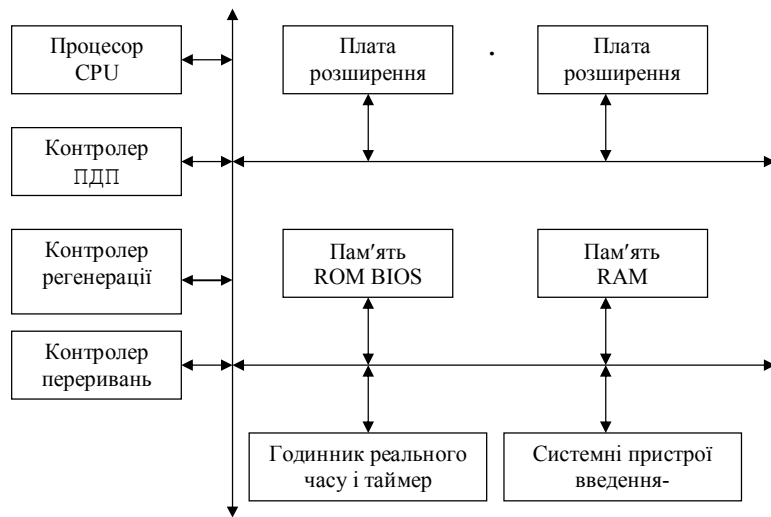 Процесор
CPU
Плата
розширення
.
Плата
розширення
Контролер
ПДП
Контролер
регенерації
Пам′ять
ROM BIOS
Пам′ять
RAM
Контролер
переривань
Годинник реального
часу і таймер
Системні пристрої
введення-